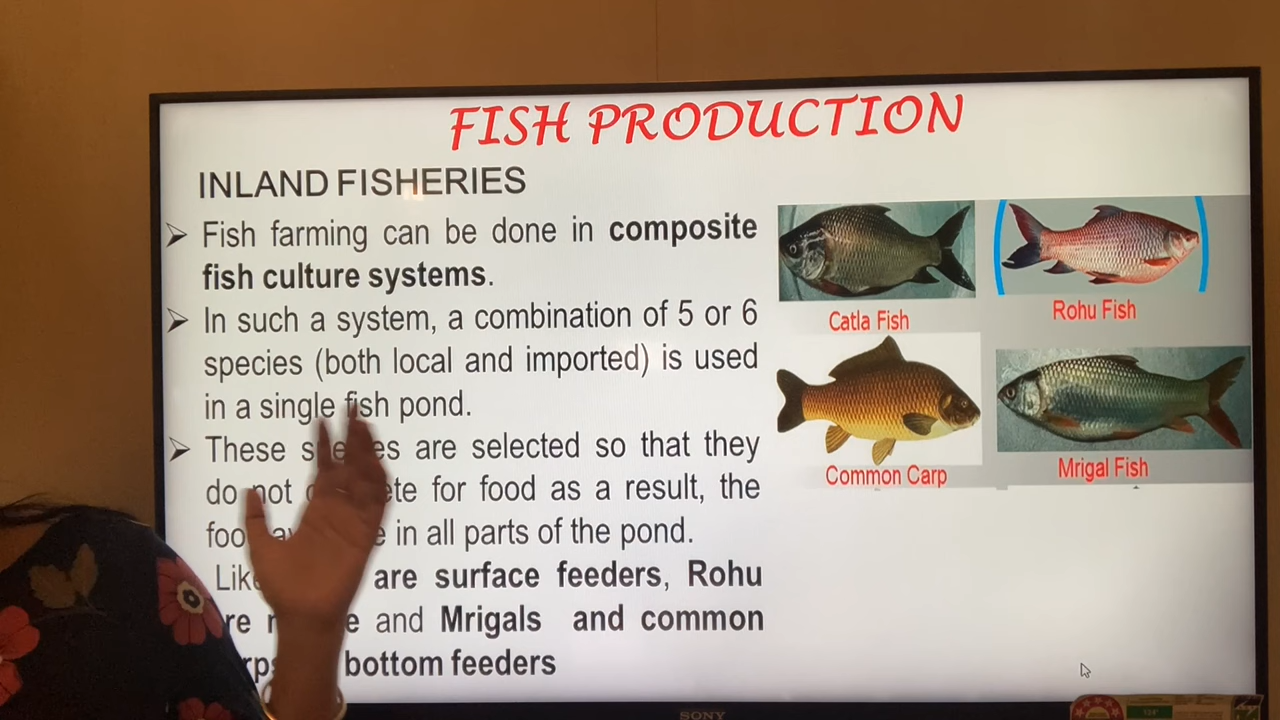 FISH PRODUCTION
INLAND FISHERIES
Fish farming can be done in composite
fish culture systems.
In such a system, a combination of 5 or 6
species (both local and imported) is used
in a single fish pond.
These are selected so that they
do not for food as a result, the
in all parts of the pond.
are surface feeders, Rohu
and Mrigals and common
bottom feeders
Catla Fish
Rohu Fish
Common Carp
Mrigal Fish
SONY